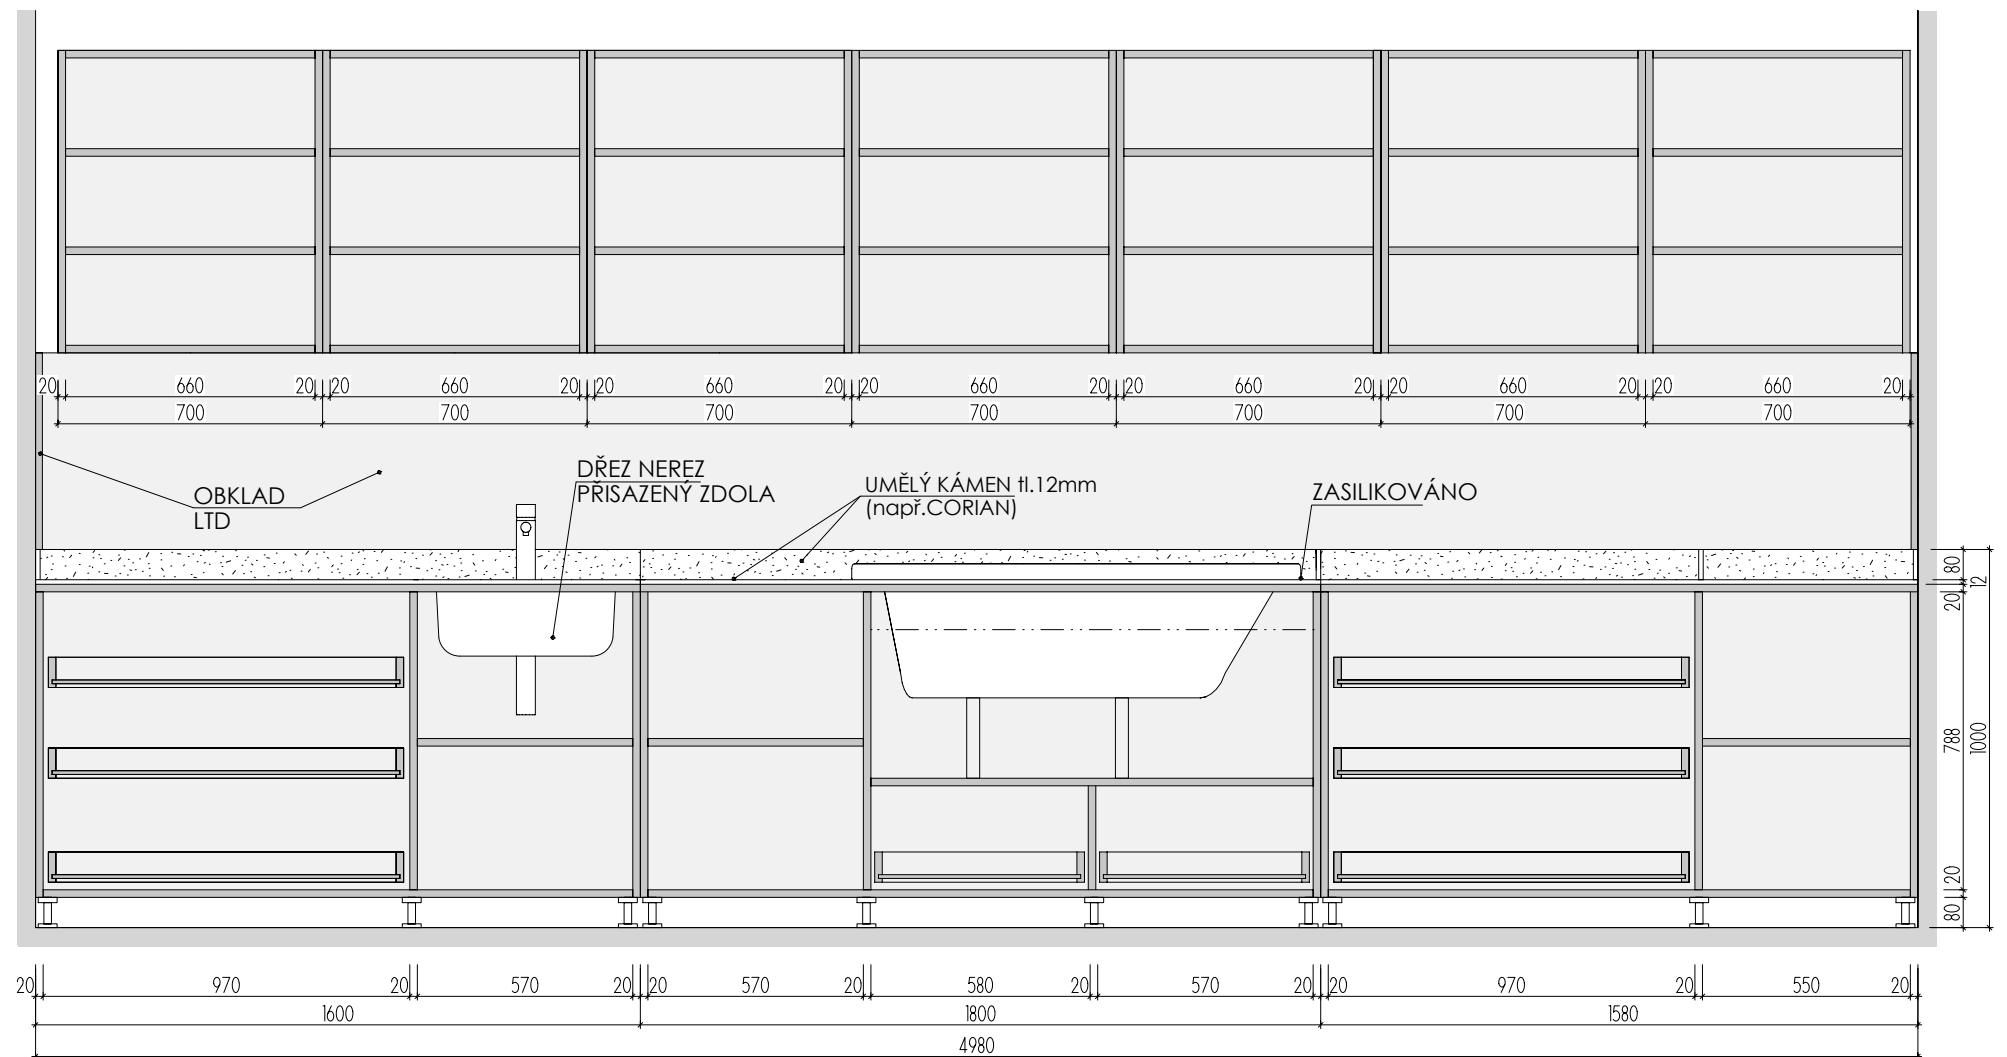 20 660 20 20 660 20 20 660 20 20 660 20 20 660 20 20 660 20 20 660 20
700 700 700 700 700 700 700
OBKLAD
LTD
DŘEZ NEREZ
PŘISAZENÝ ZDOLA
UMĚLÝ KÁMEN tl.12mm
(např.CORIAN)
ZASILIKOVÁNO
80
12
20
788
1000
20
80
20 970 20 570 20 20 570 20 580 20 570 20 20 970 20 550 20
1600 1800 1580
4980